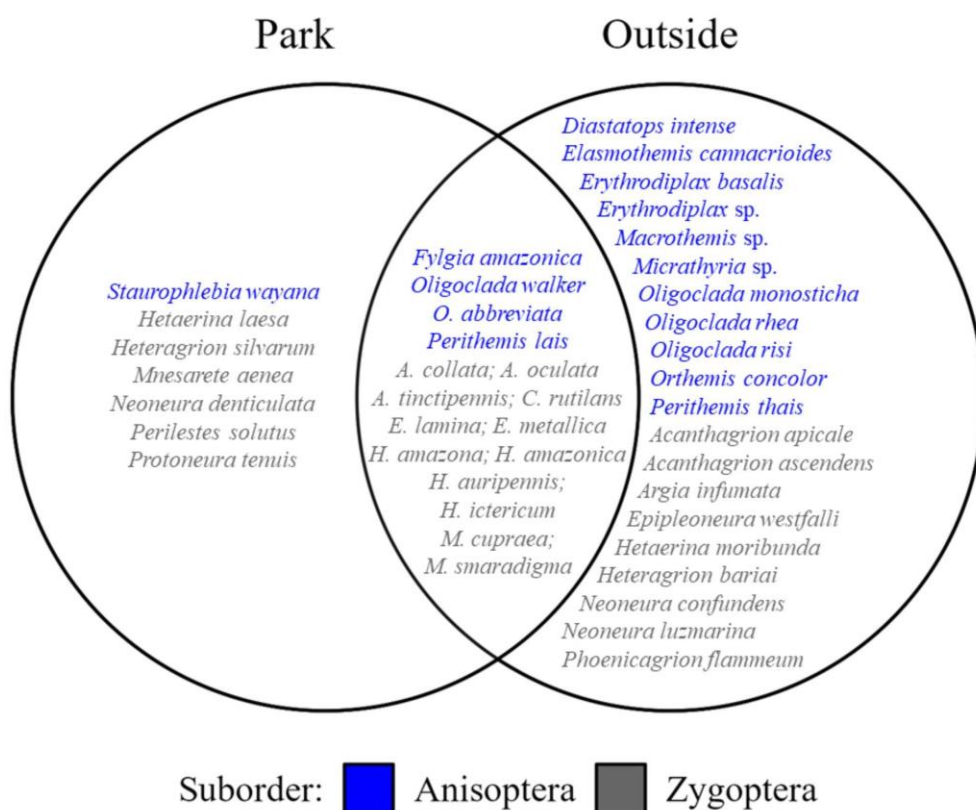 Park
Outside
Staurophlebia wayana
Hetaerina laesa
Heteragrion silvarum
Mnesarete aenea
Neoneura denticulata
Perilestes solutus
Protoneura tenuis
Fylgia amazonica
Oligoclada walker
O. abbreviata
Perithemis lais
A. collata; A. oculata
A. tinctipennis; C. rutilans
E. lamina; E. metallica
H. amazona; H. amazonica
H. auripennis;
H. ictericum
M. cupraea;
M. smaradigma
Diastatops intense
Elasmothemis cannacrioides
Erythrodiplax basalis
Erythrodiplax sp.
Macrothemis sp.
Micrathyria sp.
Oligoclada monosticha
Oligoclada rhea
Oligoclada risi
Orthemis concolor
Perithemis thais
Acanthagrion apicale
Acanthagrion ascendens
Argia infumata
Epipleoneura westfalli
Hetaerina moribunda
Heteragrion bariai
Neoneura confundens
Neoneura luzmarina
Phoenicagrion flammeum
Suborder: Anisoptera Zygoptera